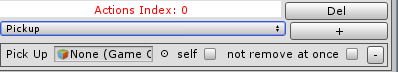 Actions Index: 0 Del
Pickup +
Pick Up None (Game C self not remove at once -